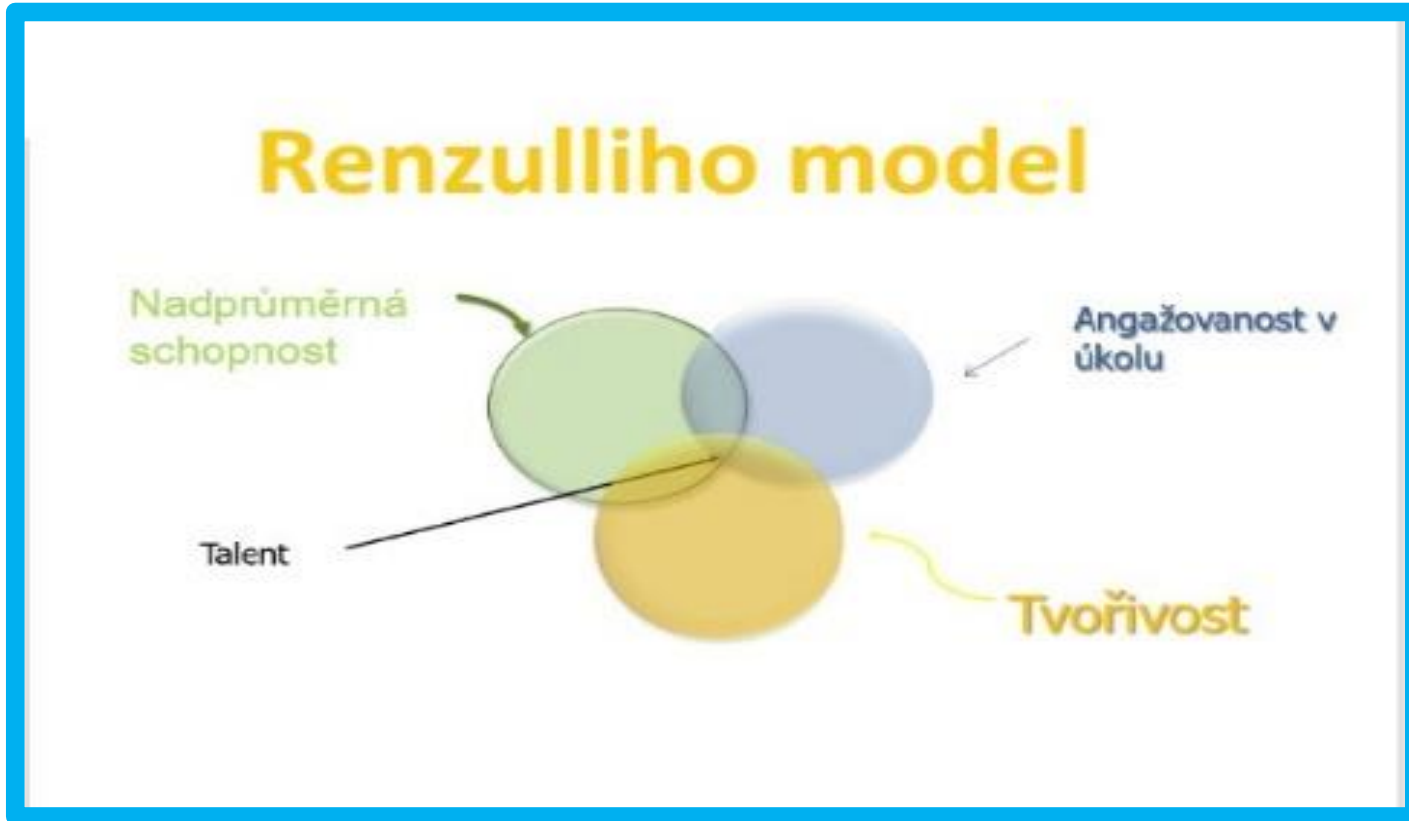 Renzulliho model
Nadprůměrná
schopnost
Angažovanost v
úkolu
Talent
Tvořivost